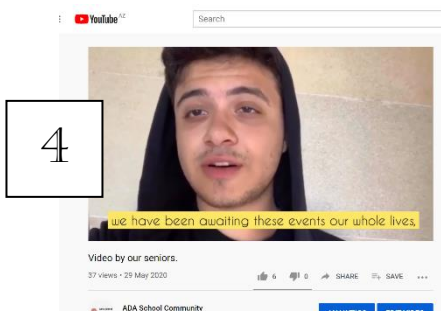 YouTube AZ
Search
4
we have been awaiting these events our whole lives,
Video by our seniors.
37 views • 29 May 2020
6 0 SHARE SAVE
ADA School Community